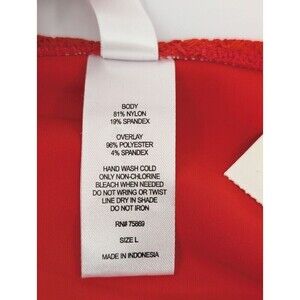 BODY
81% NYLON
19% SPANDEX
OVERLAY
96% POLYESTER
4% SPANDEX
HAND WASH COLD
ONLY NON-CHLORINE
BLEACH WHEN NEEDED
DO NOT WRING OR TWIST
LINE DRY IN SHADE
DO NOT IRON
RN# 75869
SIZE L
MADE IN INDONESIA